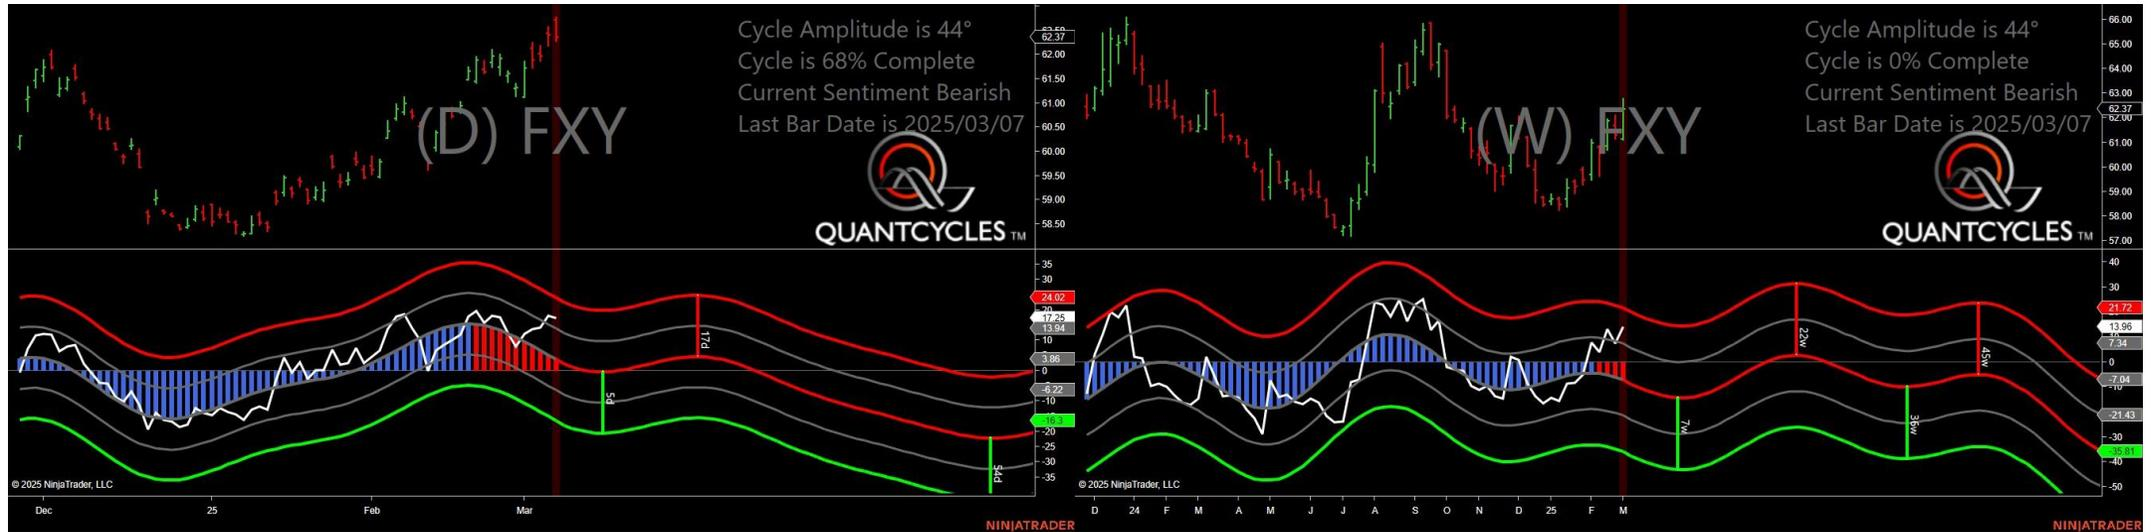 Cycle Amplitude is 44°
Cycle is 68% Complete
Current Sentiment Bearish
Last Bar Date is 2025/03/07
(D) FXY
QUANTCYCLES TM
62.37
62.00
61.50
61.00
60.50
60.00
59.50
59.00
58.50
35
30
24.02
17.25
13.94
3.86
0
-5
-6.22
-10
-16.3
-20
-25
-30
-35
5d
17d
54d
© 2025 NinjaTrader, LLC
Dec
25
Feb
Mar
NINJATRADER
Cycle Amplitude is 44°
Cycle is 0% Complete
Current Sentiment Bearish
Last Bar Date is 2025/03/07
(W) FXY
QUANTCYCLES TM
66.00
65.00
64.00
63.00
62.37
62.00
61.00
60.00
59.00
58.00
57.00
40
30
21.72
13.96
7.34
0
-7.04
-10
-21.43
-30
-35.81
-40
-50
7w
22w
36w
45w
© 2025 NinjaTrader, LLC
D
24
F
M
A
M
J
J
A
S
O
N
D
25
F
M
NINJATRADER